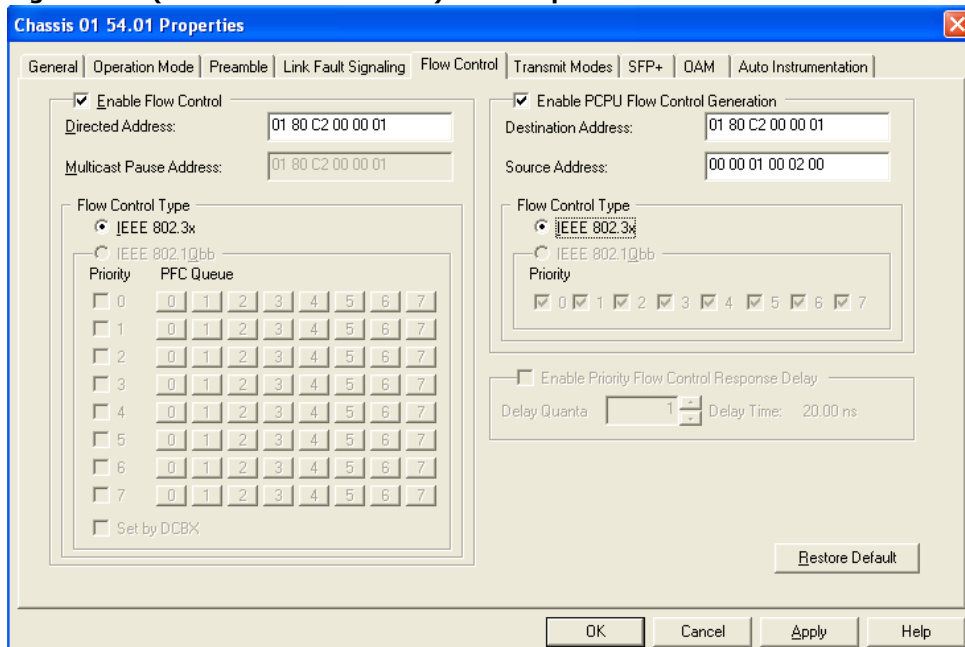 Chassis 01 54.01 Properties
General Operation Mode Preamble Link Fault Signaling Flow Control Transmit Modes SFP+ OAM Auto Instrumentation
Enable Flow Control
Directed Address: 01 80 C2 00 00 01
Multicast Pause Address: 01 80 C2 00 00 01
Flow Control Type
IEEE 802.3x
IEEE 802.1Qbb
Priority PFC Queue
0 0 1 2 3 4 5 6 7
1 0 1 2 3 4 5 6 7
2 0 1 2 3 4 5 6 7
3 0 1 2 3 4 5 6 7
4 0 1 2 3 4 5 6 7
5 0 1 2 3 4 5 6 7
6 0 1 2 3 4 5 6 7
7 0 1 2 3 4 5 6 7
Set by DCBX
Enable PCPU Flow Control Generation
Destination Address: 01 80 C2 00 00 01
Source Address: 00 00 01 00 02 00
Flow Control Type
IEEE 802.3x
IEEE 802.1Qbb
Priority
0 1 2 3 4 5 6 7
Enable Priority Flow Control Response Delay
Delay Quanta 1 Delay Time: 20.00 ns
Restore Default
OK Cancel Apply Help